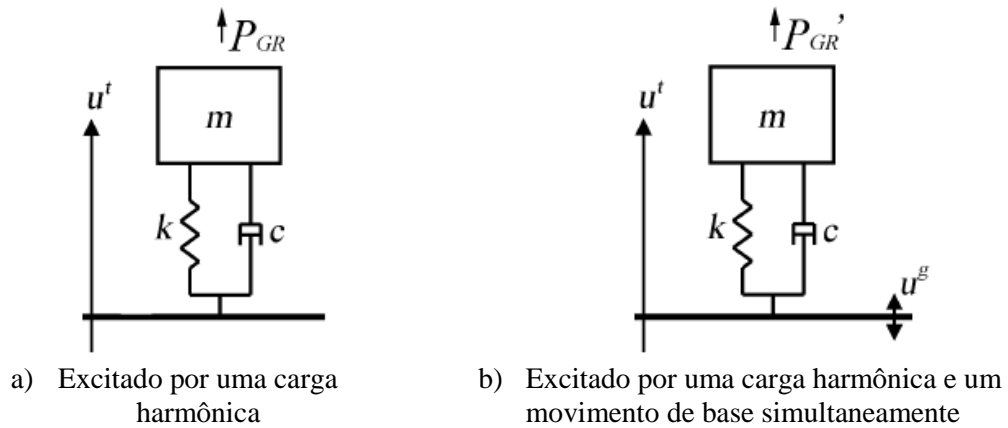 P_GR
u^t
m
k
c
a) Excitado por uma carga
harmônica
P_GR'
u^t
m
k
c
u^g
b) Excitado por uma carga harmônica e um
movimento de base simultaneamente